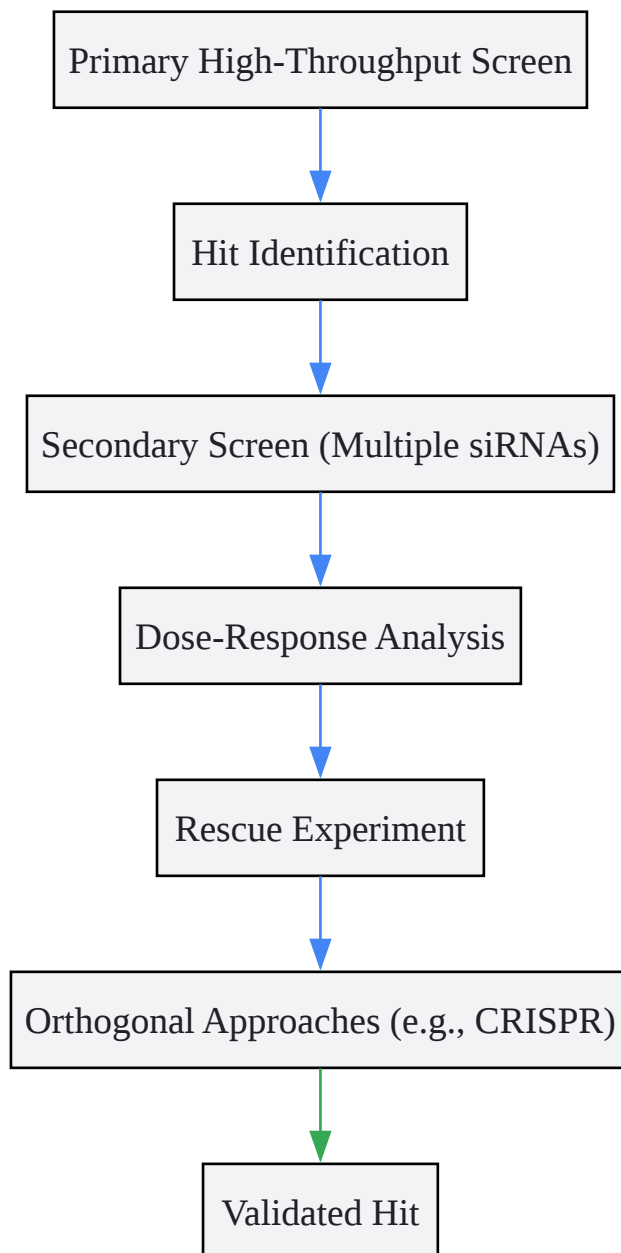 Primary High-Throughput Screen
Hit Identification
Secondary Screen (Multiple siRNAs)
Dose-Response Analysis
Rescue Experiment
Orthogonal Approaches (e.g., CRISPR)
Validated Hit